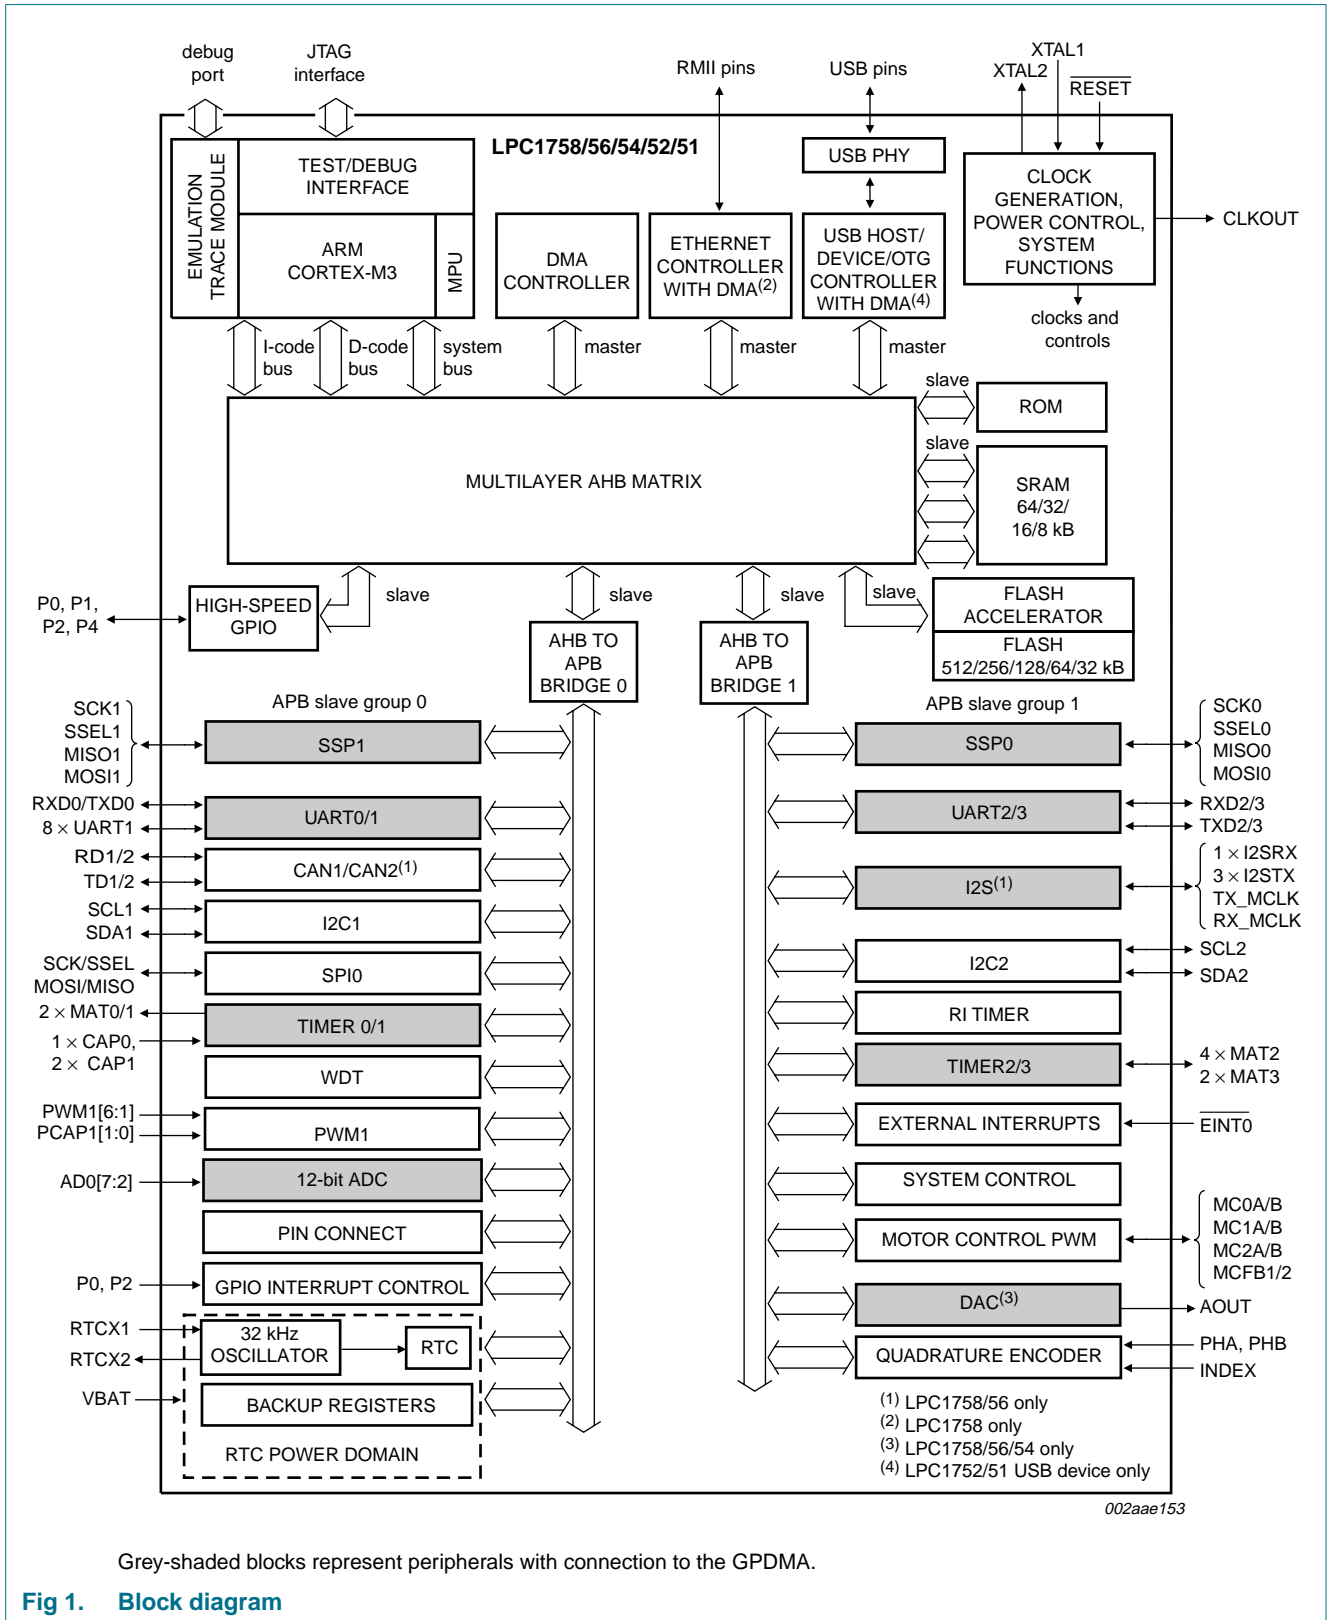 debug
port
JTAG
interface
RMII pins
USB pins
XTAL1
XTAL2
RESET
LPC1758/56/54/52/51
EMULATION
TRACE MODULE
TEST/DEBUG
INTERFACE
ARM
CORTEX-M3
MPU
DMA
CONTROLLER
ETHERNET
CONTROLLER
WITH DMA(2)
USB PHY
USB HOST/
DEVICE/OTG
CONTROLLER
WITH DMA(4)
CLOCK
GENERATION,
POWER CONTROL,
SYSTEM
FUNCTIONS
CLKOUT
clocks and
controls
I-code
bus
D-code
bus
system
bus
master
master
master
MULTILAYER AHB MATRIX
slave
ROM
slave
SRAM
64/32/
16/8 kB
P0, P1,
P2, P4
HIGH-SPEED
GPIO
slave
slave
slave
slave
AHB TO
APB
BRIDGE 0
AHB TO
APB
BRIDGE 1
FLASH
ACCELERATOR
FLASH
512/256/128/64/32 kB
APB slave group 0
SCK1
SSEL1
MISO1
MOSI1
SSP1
RXD0/TXD0
8 × UART1
UART0/1
RD1/2
TD1/2
CAN1/CAN2(1)
SCL1
SDA1
I2C1
SCK/SSEL
MOSI/MISO
SPI0
2 × MAT0/1
1 × CAP0,
2 × CAP1
TIMER 0/1
WDT
PWM1[6:1]
PCAP1[1:0]
PWM1
AD0[7:2]
12-bit ADC
PIN CONNECT
P0, P2
GPIO INTERRUPT CONTROL
RTCX1
RTCX2
32 kHz
OSCILLATOR
RTC
VBAT
BACKUP REGISTERS
RTC POWER DOMAIN
APB slave group 1
SSP0
SCK0
SSEL0
MISO0
MOSI0
UART2/3
RXD2/3
TXD2/3
I2S(1)
1 × I2SRX
3 × I2STX
TX_MCLK
RX_MCLK
I2C2
SCL2
SDA2
RI TIMER
TIMER2/3
4 × MAT2
2 × MAT3
EXTERNAL INTERRUPTS
EINT0
SYSTEM CONTROL
MOTOR CONTROL PWM
MC0A/B
MC1A/B
MC2A/B
MCFB1/2
DAC(3)
AOUT
QUADRATURE ENCODER
PHA, PHB
INDEX
(1) LPC1758/56 only
(2) LPC1758 only
(3) LPC1758/56/54 only
(4) LPC1752/51 USB device only
002aae153
Grey-shaded blocks represent peripherals with connection to the GPDMA.
Fig 1. Block diagram